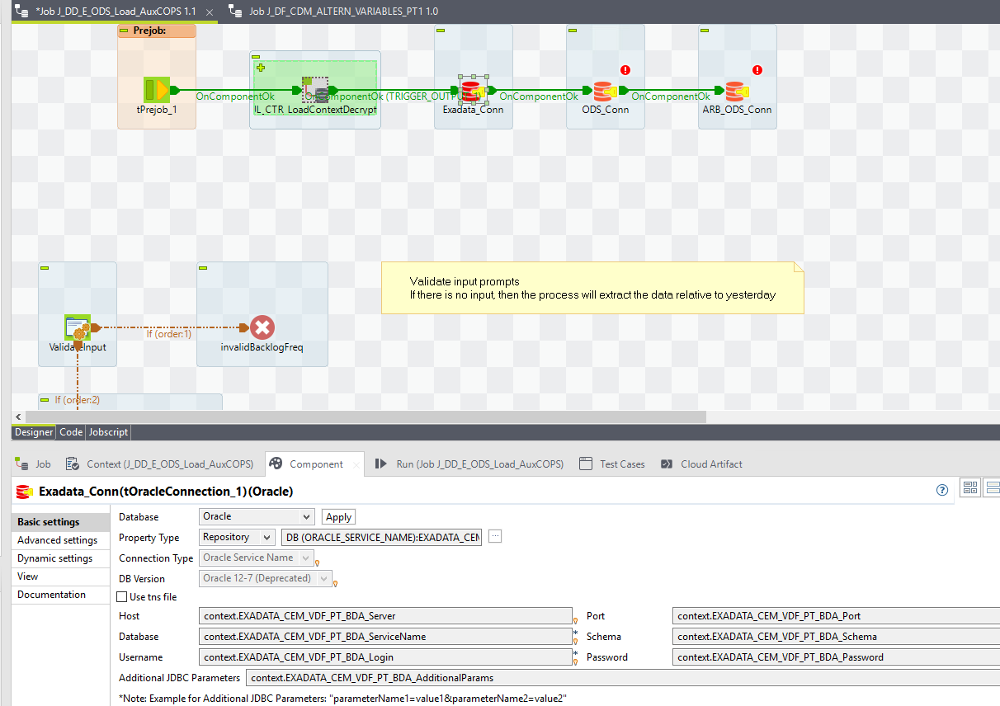 *Job J_DD_E_ODS_Load_AuxCOPS 1.1
Job J_DF_CDM_ALTERN_VARIABLES_PT1 1.0
Prejob:
OnComponentOk
OnComponentOk (TRIGGER_OUTPU
OnComponentOk
OnComponentOk
tPrejob_1
IL_CTR_LoadContextDecrypt
Exadata_Conn
ODS_Conn
ARB_ODS_Conn
Validate input prompts
If there is no input, then the process will extract the data relative to yesterday
If (order:1)
ValidateInput
invalidBacklogFreq
If (order:2)
Designer
Code
Jobscript
Job
Context (J_DD_E_ODS_Load_AuxCOPS)
Component
Run (Job J_DD_E_ODS_Load_AuxCOPS)
Test Cases
Cloud Artifact
Exadata_Conn(tOracleConnection_1)(Oracle)
Basic settings
Advanced settings
Dynamic settings
View
Documentation
Database
Oracle
Apply
Property Type
Repository
DB (ORACLE_SERVICE_NAME):EXADATA_CEM
...
Connection Type
Oracle Service Name
DB Version
Oracle 12-7 (Deprecated)
Use tns file
Host
context.EXADATA_CEM_VDF_PT_BDA_Server
Port
context.EXADATA_CEM_VDF_PT_BDA_Port
Database
context.EXADATA_CEM_VDF_PT_BDA_ServiceName
*
Schema
context.EXADATA_CEM_VDF_PT_BDA_Schema
Username
context.EXADATA_CEM_VDF_PT_BDA_Login
*
Password
context.EXADATA_CEM_VDF_PT_BDA_Password
Additional JDBC Parameters
context.EXADATA_CEM_VDF_PT_BDA_AdditionalParams
*Note: Example for Additional JDBC Parameters: "parameterName1=value1&parameterName2=value2"